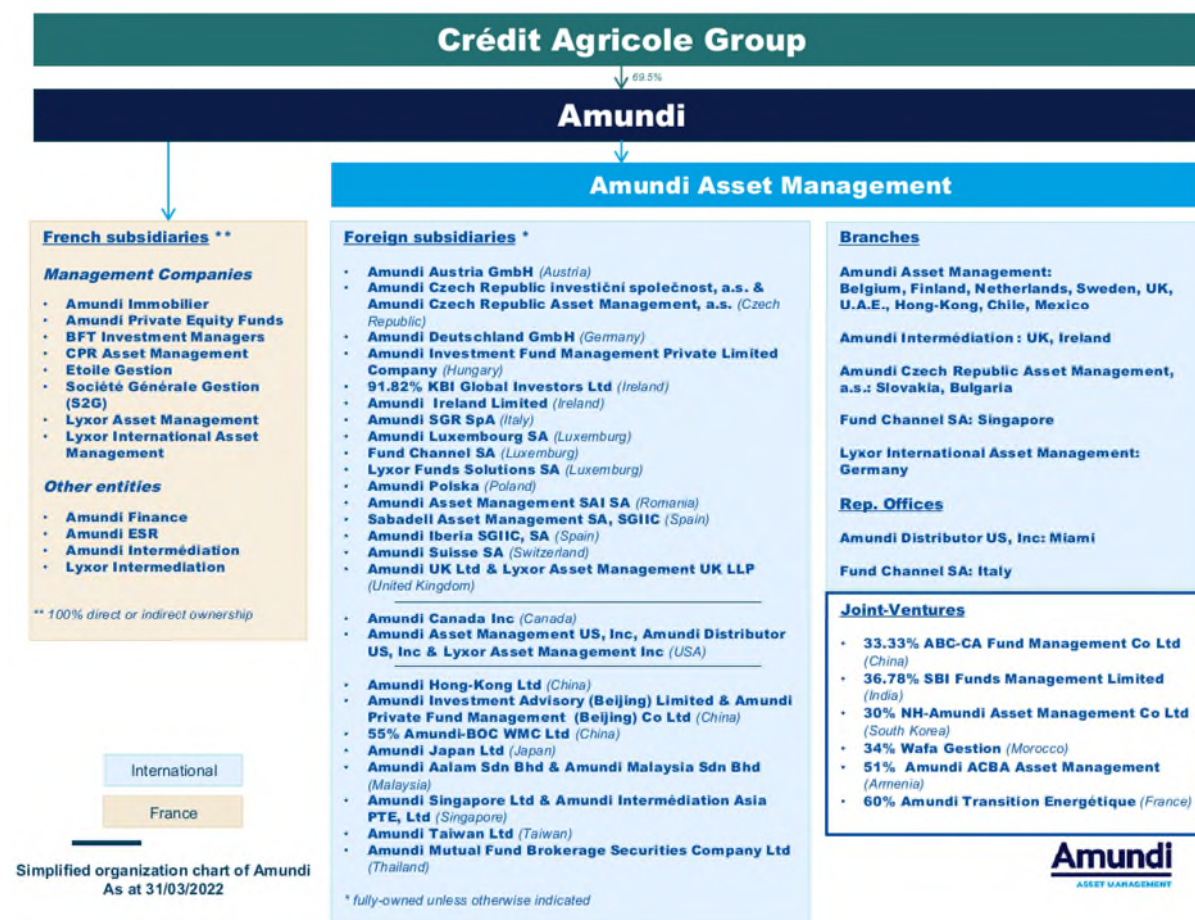 Crédit Agricole Group
69.5%
Amundi
Amundi Asset Management
French subsidiaries **
Management Companies
• Amundi Immobilier
• Amundi Private Equity Funds
• BFT Investment Managers
• CPR Asset Management
• Etoile Gestion
• Société Générale Gestion
(S2G)
• Lyxor Asset Management
• Lyxor International Asset
Management
Other entities
• Amundi Finance
• Amundi ESR
• Amundi Intermédiation
• Lyxor Intermediation
** 100% direct or indirect ownership
Foreign subsidiaries *
• Amundi Austria GmbH (Austria)
• Amundi Czech Republic investiční společnost, a.s. &
Amundi Czech Republic Asset Management, a.s. (Czech
Republic)
• Amundi Deutschland GmbH (Germany)
• Amundi Investment Fund Management Private Limited
Company (Hungary)
• 91.82% KBI Global Investors Ltd (Ireland)
• Amundi Ireland Limited (Ireland)
• Amundi SGR SpA (Italy)
• Amundi Luxembourg SA (Luxemburg)
• Fund Channel SA (Luxemburg)
• Lyxor Funds Solutions SA (Luxemburg)
• Amundi Polska (Poland)
• Amundi Asset Management SAI SA (Romania)
• Sabadell Asset Management SA, SGIIC (Spain)
• Amundi Iberia SGIIC, SA (Spain)
• Amundi Suisse SA (Switzerland)
• Amundi UK Ltd & Lyxor Asset Management UK LLP
(United Kingdom)
• Amundi Canada Inc (Canada)
• Amundi Asset Management US, Inc, Amundi Distributor
US, Inc & Lyxor Asset Management Inc (USA)
• Amundi Hong-Kong Ltd (China)
• Amundi Investment Advisory (Beijing) Limited & Amundi
Private Fund Management (Beijing) Co Ltd (China)
• 55% Amundi-BOC WMC Ltd (China)
• Amundi Japan Ltd (Japan)
• Amundi Aalam Sdn Bhd & Amundi Malaysia Sdn Bhd
(Malaysia)
• Amundi Singapore Ltd & Amundi Intermédiation Asia
PTE, Ltd (Singapore)
• Amundi Taiwan Ltd (Taiwan)
• Amundi Mutual Fund Brokerage Securities Company Ltd
(Thailand)
* fully-owned unless otherwise indicated
Branches
Amundi Asset Management:
Belgium, Finland, Netherlands, Sweden, UK,
U.A.E., Hong-Kong, Chile, Mexico
Amundi Intermédiation : UK, Ireland
Amundi Czech Republic Asset Management,
a.s.: Slovakia, Bulgaria
Fund Channel SA: Singapore
Lyxor International Asset Management:
Germany
Rep. Offices
Amundi Distributor US, Inc: Miami
Fund Channel SA: Italy
Joint-Ventures
• 33.33% ABC-CA Fund Management Co Ltd
(China)
• 36.78% SBI Funds Management Limited
(India)
• 30% NH-Amundi Asset Management Co Ltd
(South Korea)
• 34% Wafa Gestion (Morocco)
• 51% Amundi ACBA Asset Management
(Armenia)
• 60% Amundi Transition Energétique (France)
International
France
Simplified organization chart of Amundi
As at 31/03/2022
Amundi
ASSET MANAGEMENT